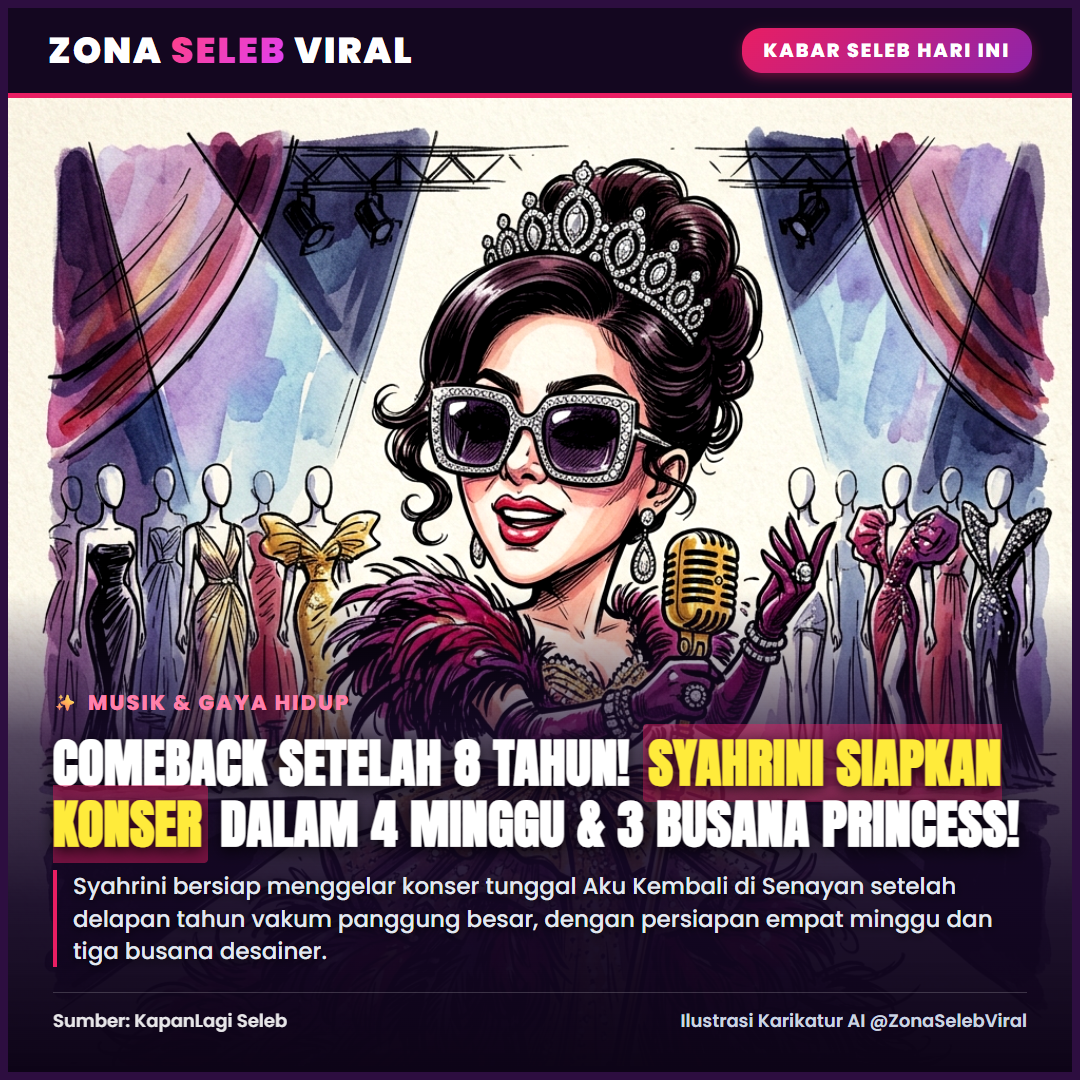 ZONA SELEB VIRAL
KABAR SELEB HARI INI
✨ MUSIK & GAYA HIDUP
COMEBACK SETELAH 8 TAHUN! SYAHRINI SIAPKAN
KONSER DALAM 4 MINGGU & 3 BUSANA PRINCESS!
Syahrini bersiap menggelar konser tunggal Aku Kembali di Senayan setelah
delapan tahun vakum panggung besar, dengan persiapan empat minggu dan
tiga busana desainer.
Sumber: KapanLagi Seleb
Ilustrasi Karikatur AI @ZonaSelebViral